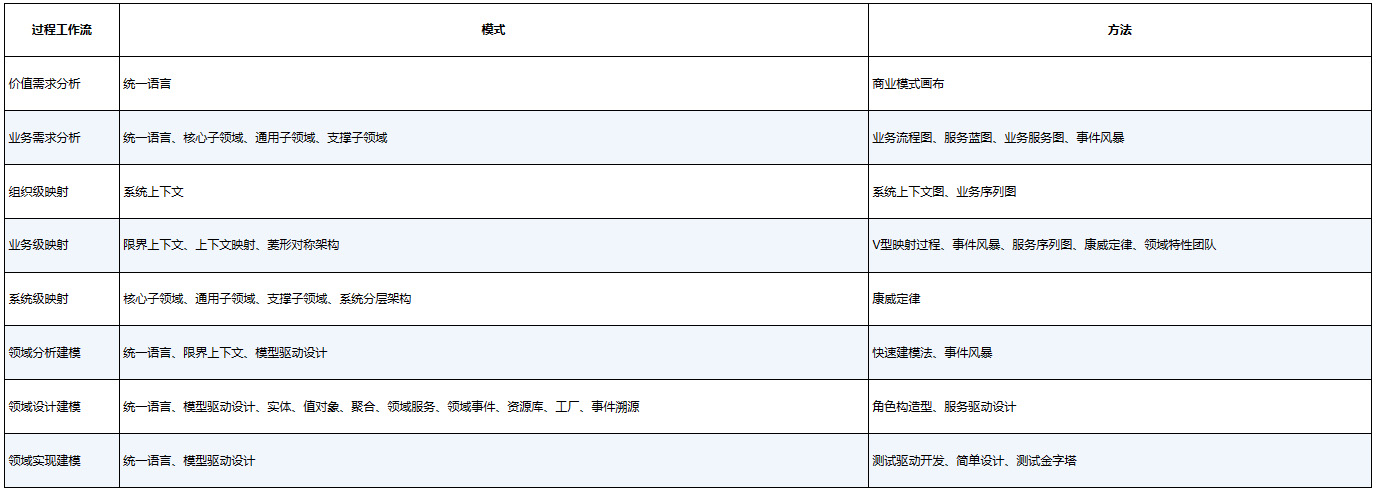 过程工作流 模式 方法
价值需求分析 统一语言 商业模式画布
业务需求分析 统一语言、核心子领域、通用子领域、支撑子领域 业务流程图、服务蓝图、业务服务图、事件风暴
组织级映射 系统上下文 系统上下文图、业务序列图
业务级映射 限界上下文、上下文映射、菱形对称架构 V型映射过程、事件风暴、服务序列图、康威定律、领域特性团队
系统级映射 核心子领域、通用子领域、支撑子领域、系统分层架构 康威定律
领域分析建模 统一语言、限界上下文、模型驱动设计 快速建模法、事件风暴
领域设计建模 统一语言、模型驱动设计、实体、值对象、聚合、领域服务、领域事件、资源库、工厂、事件溯源 角色构造型、服务驱动设计
领域实现建模 统一语言、模型驱动设计 测试驱动开发、简单设计、测试金字塔